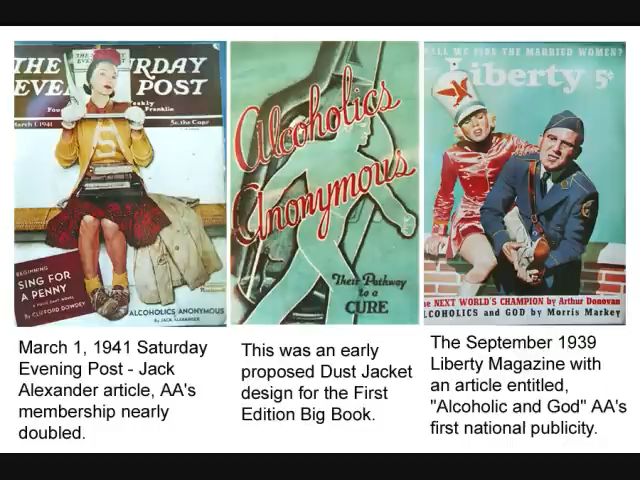 THE SATURDAY
EVENING POST
Weekly
Franklin
March 1, 1941
5c. the Copy
BEGINNING
SING FOR
A PENNY
By CLIFFORD DOWDEY
ALCOHOLICS ANONYMOUS
By JACK ALEXANDER
March 1, 1941 Saturday
Evening Post - Jack
Alexander article, AA's
membership nearly
doubled.
Alcoholics
Anonymous
Their Pathway
to a
CURE
This was an early
proposed Dust Jacket
design for the First
Edition Big Book.
ALL WE FIRE THE MARRIED WOMEN?
Liberty 5¢
NEXT WORLD'S CHAMPION by Arthur Donovan
ALCOHOLICS and GOD by Morris Markey
The September 1939
Liberty Magazine with
an article entitled,
"Alcoholic and God" AA's
first national publicity.